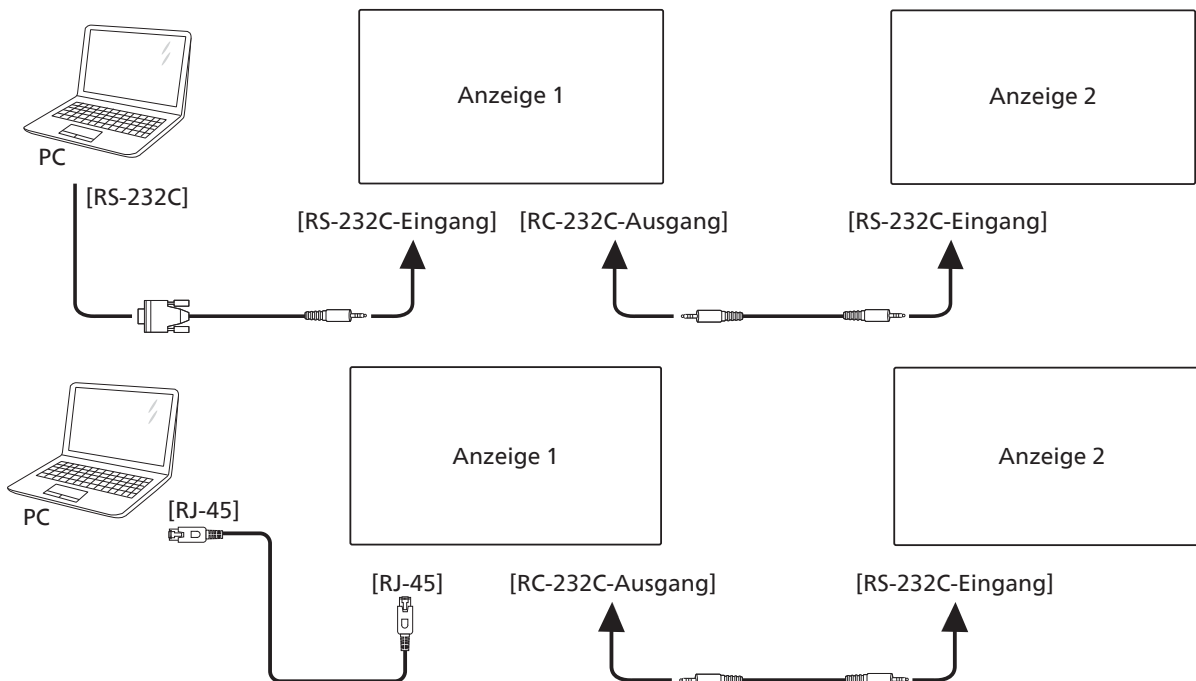 Anzeige 1
Anzeige 2
PC
[RS-232C]
[RS-232C-Eingang]
[RC-232C-Ausgang]
[RS-232C-Eingang]
Anzeige 1
Anzeige 2
PC
[RJ-45]
[RJ-45]
[RC-232C-Ausgang]
[RS-232C-Eingang]